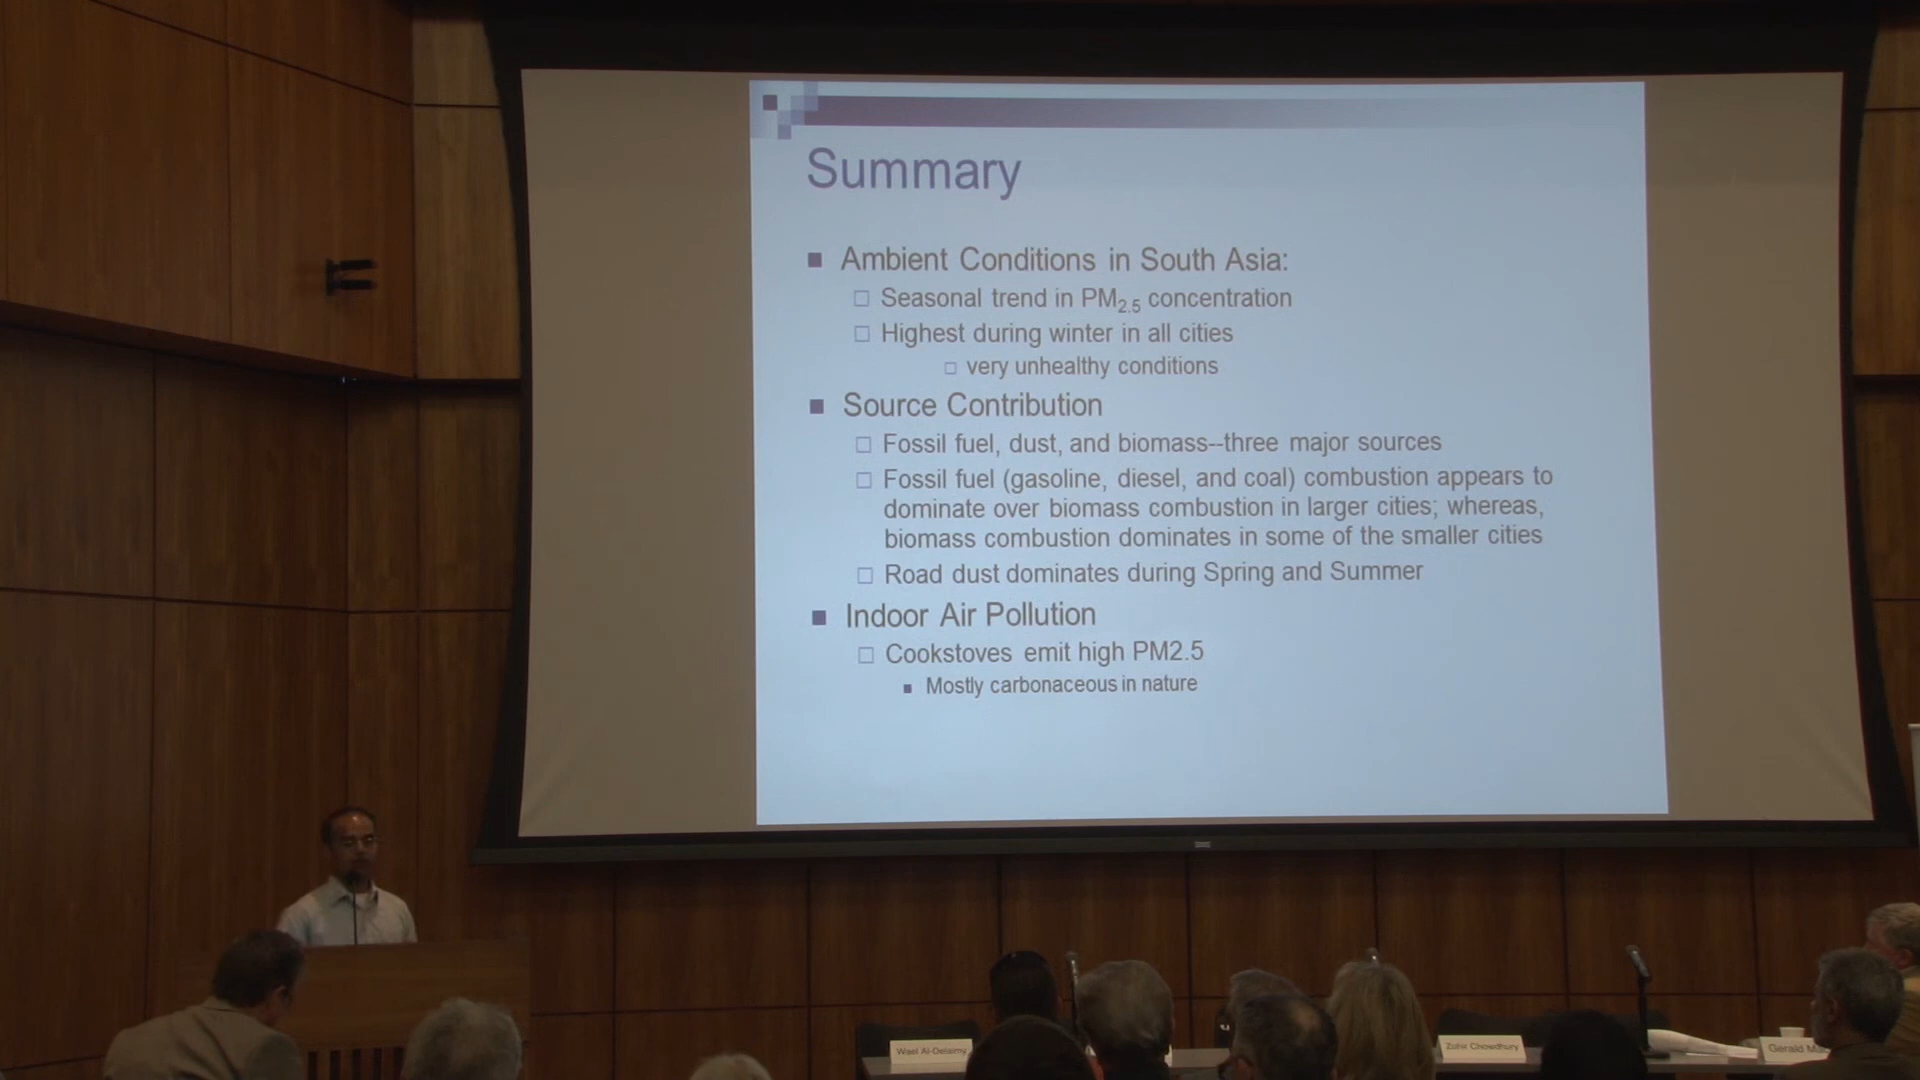 Summary
Ambient Conditions in South Asia:
Seasonal trend in PM2.5 concentration
Highest during winter in all cities
very unhealthy conditions
Source Contribution
Fossil fuel, dust, and biomass--three major sources
Fossil fuel (gasoline, diesel, and coal) combustion appears to
dominate over biomass combustion in larger cities; whereas,
biomass combustion dominates in some of the smaller cities
Road dust dominates during Spring and Summer
Indoor Air Pollution
Cookstoves emit high PM2.5
Mostly carbonaceous in nature
Wael Al-Delaimy
Zohir Chowdhury
Gerald